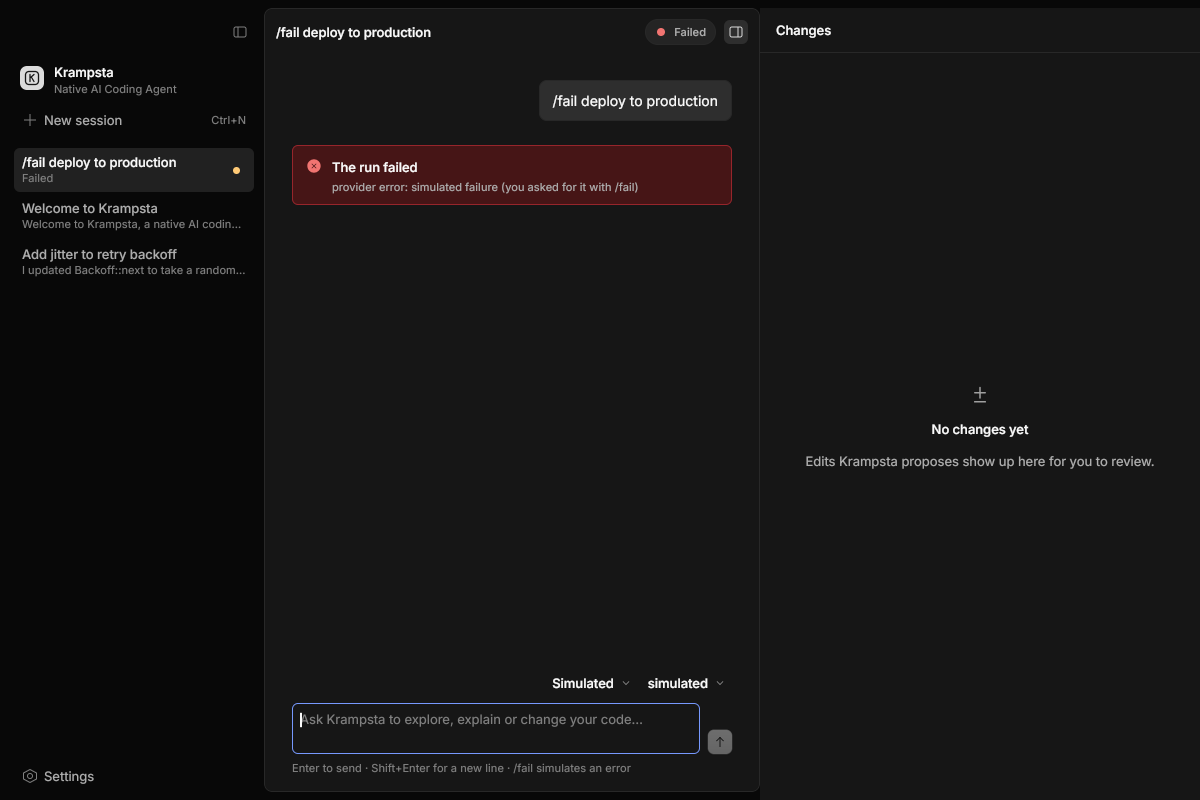 Krampsta
Native AI Coding Agent
New session
Ctrl+N
/fail deploy to production
Failed
Welcome to Krampsta
Welcome to Krampsta, a native AI codin...
Add jitter to retry backoff
I updated Backoff::next to take a random...
Settings
/fail deploy to production
Failed
/fail deploy to production
The run failed
provider error: simulated failure (you asked for it with /fail)
Simulated
simulated
Ask Krampsta to explore, explain or change your code...
Enter to send · Shift+Enter for a new line · /fail simulates an error
Changes
No changes yet
Edits Krampsta proposes show up here for you to review.